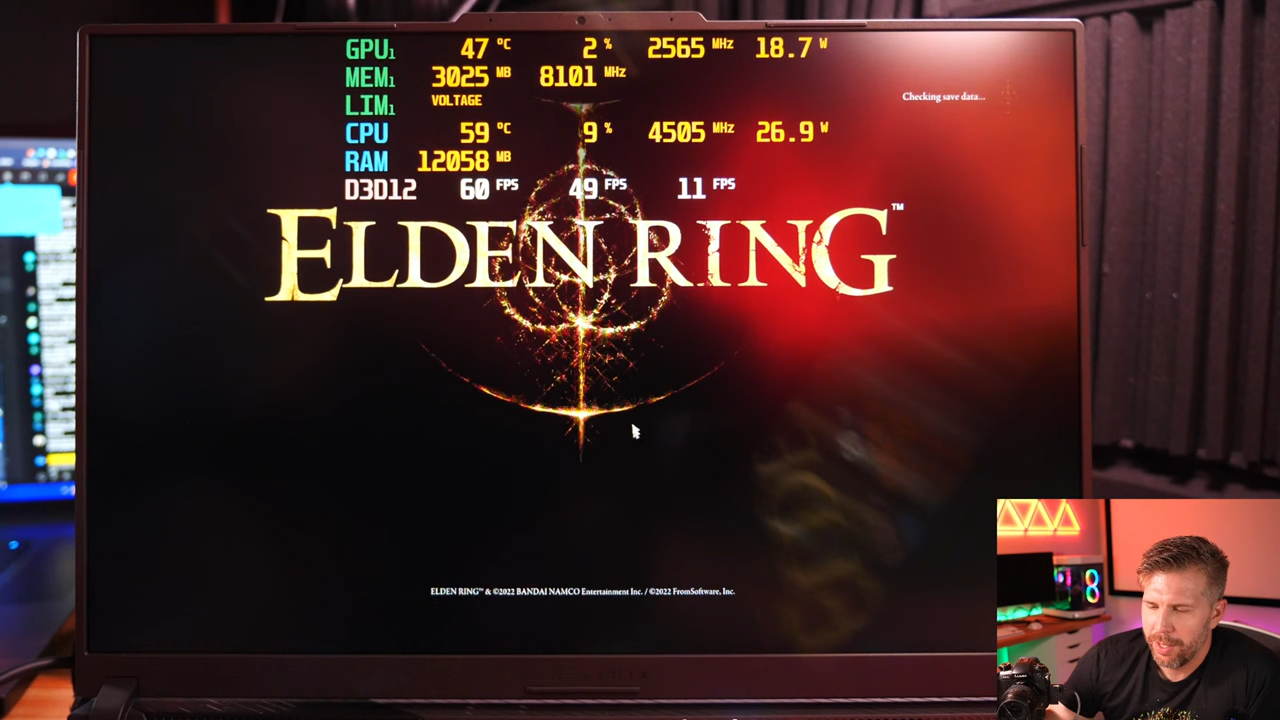 GPU1 47 °C 2 % 2565 MHz 18.7 W
MEM1 3025 MB 8101 MHz
LIM1 VOLTAGE
CPU 59 °C 9 % 4505 MHz 26.9 W
RAM 12058 MB
D3D12 60 FPS 49 FPS 11 FPS
Checking save data...
ELDEN RING™
ELDEN RING™ & ©2022 BANDAI NAMCO Entertainment Inc. / ©2022 FromSoftware, Inc.